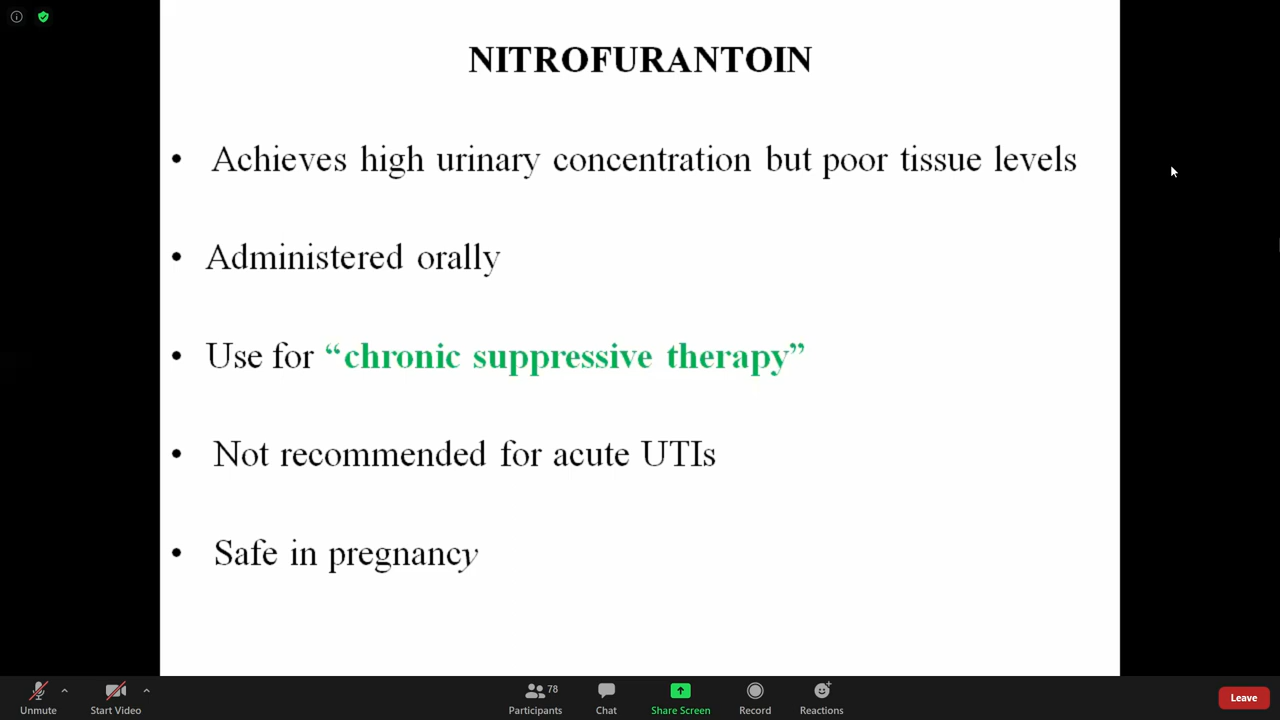 NITROFURANTOIN
• Achieves high urinary concentration but poor tissue levels
• Administered orally
• Use for “chronic suppressive therapy”
• Not recommended for acute UTIs
• Safe in pregnancy
Unmute
Start Video
78
Participants
Chat
Share Screen
Record
Reactions
Leave